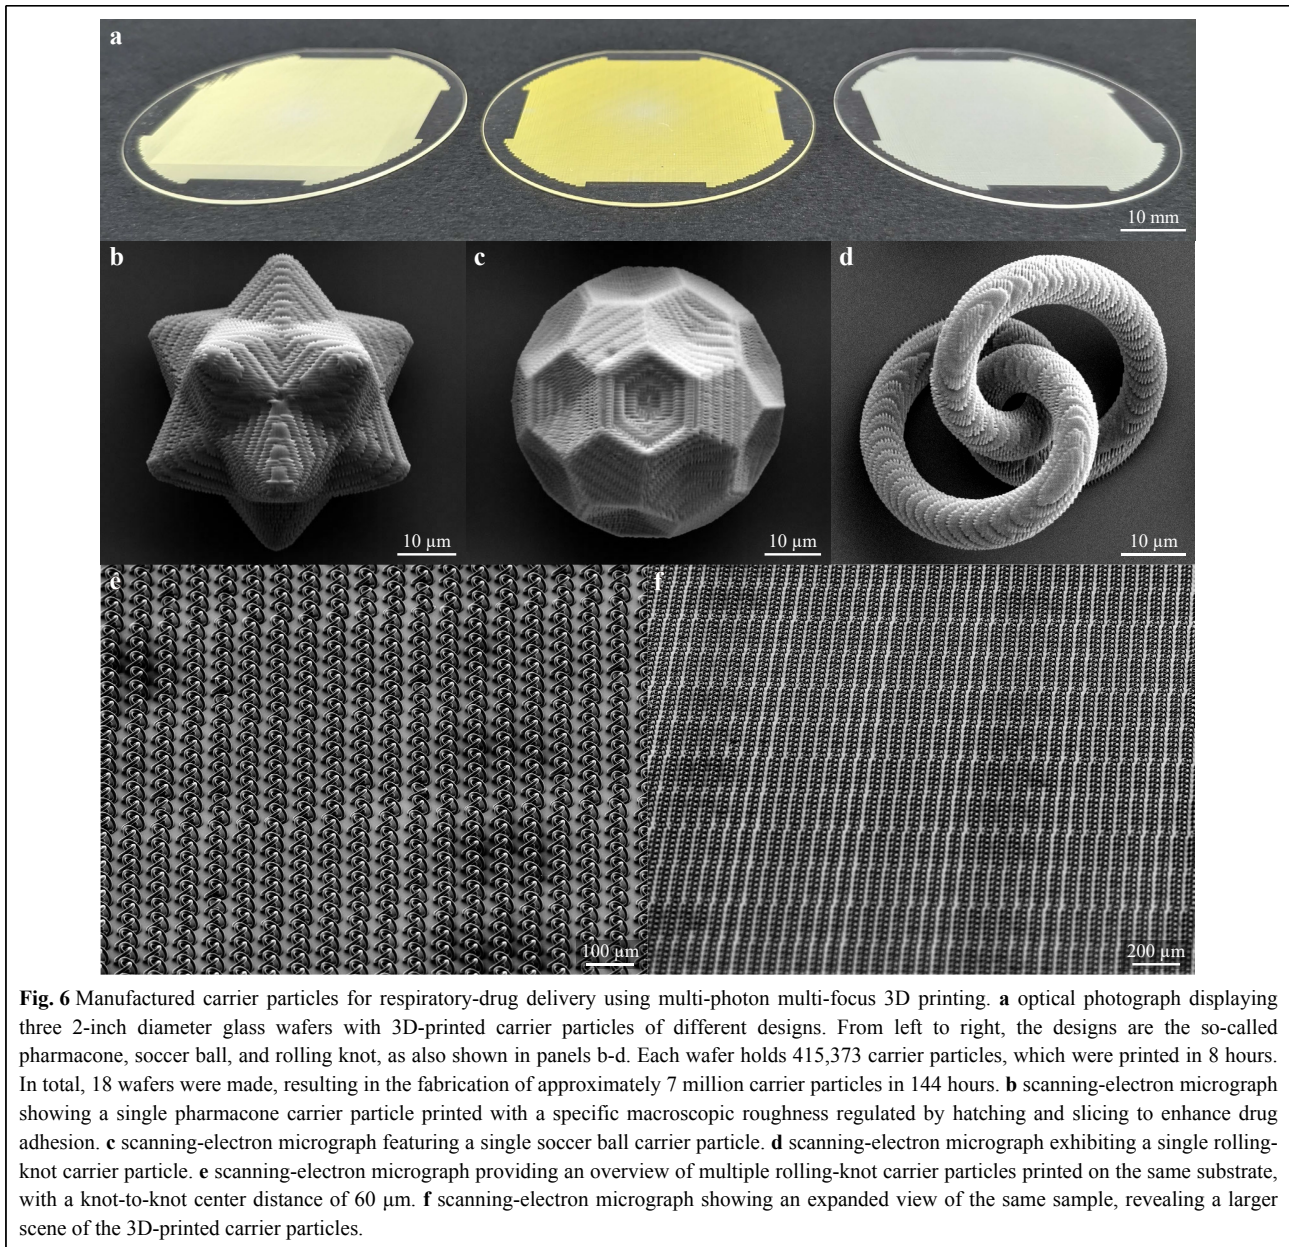 a
10 mm
b
c
d
10 µm
10 µm
10 µm
e
f
100 µm
200 µm
Fig. 6 Manufactured carrier particles for respiratory-drug delivery using multi-photon multi-focus 3D printing. a optical photograph displaying
three 2-inch diameter glass wafers with 3D-printed carrier particles of different designs. From left to right, the designs are the so-called
pharmacone, soccer ball, and rolling knot, as also shown in panels b-d. Each wafer holds 415,373 carrier particles, which were printed in 8 hours.
In total, 18 wafers were made, resulting in the fabrication of approximately 7 million carrier particles in 144 hours. b scanning-electron micrograph
showing a single pharmacone carrier particle printed with a specific macroscopic roughness regulated by hatching and slicing to enhance drug
adhesion. c scanning-electron micrograph featuring a single soccer ball carrier particle. d scanning-electron micrograph exhibiting a single rolling-
knot carrier particle. e scanning-electron micrograph providing an overview of multiple rolling-knot carrier particles printed on the same substrate,
with a knot-to-knot center distance of 60 µm. f scanning-electron micrograph showing an expanded view of the same sample, revealing a larger
scene of the 3D-printed carrier particles.